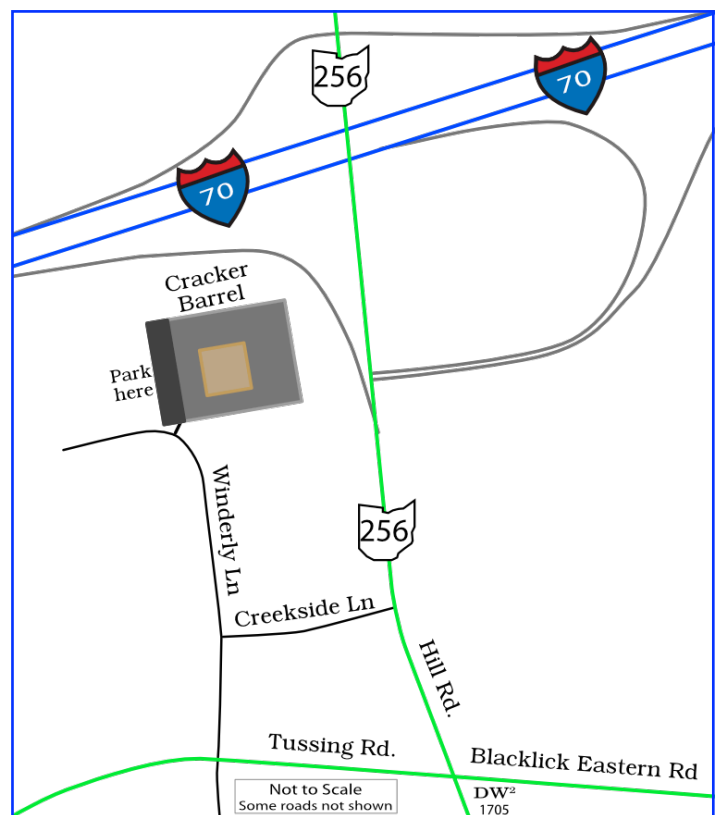 256
70
70
Cracker
Barrel
Park
here
Winderly Ln
256
Creekside Ln
Hill Rd.
Tussing Rd.
Blacklick Eastern Rd
Not to Scale
Some roads not shown
DW²
1705